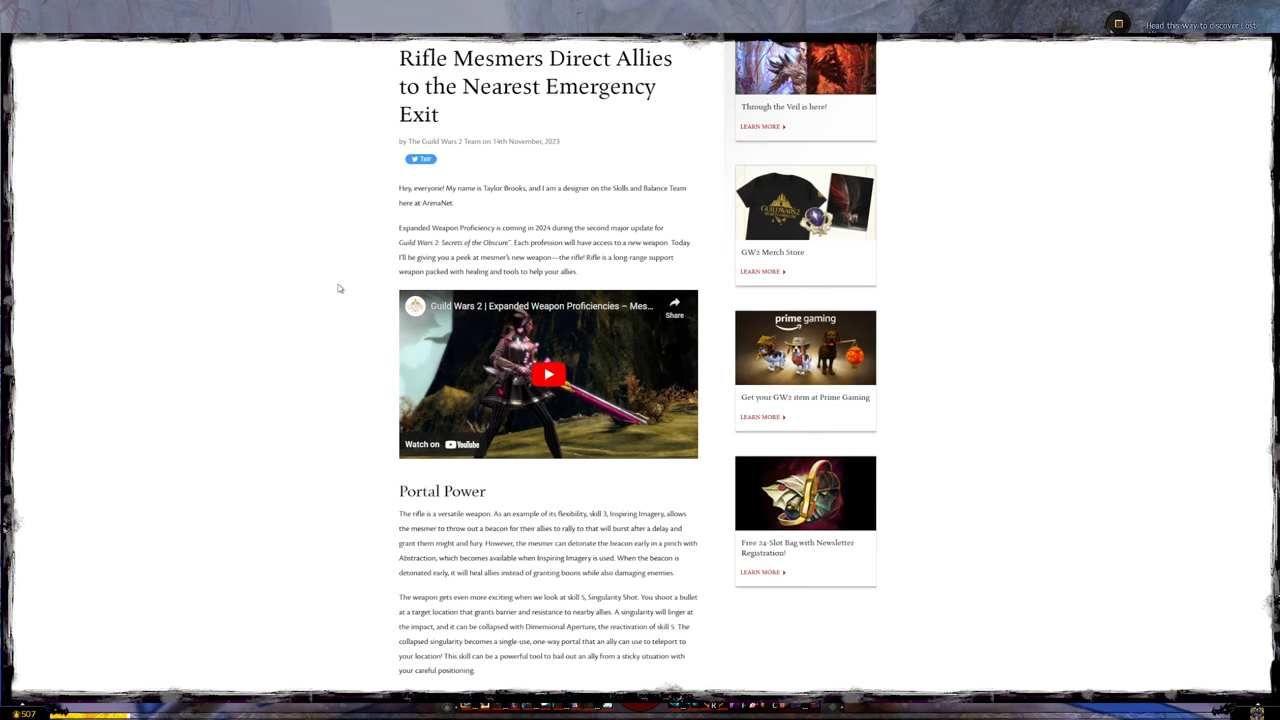 Head to a way-to-way to discover Lost
Rifle Mesmers Direct Allies
to the Nearest Emergency
Exit
by The Guild Wars 2 Team on 14th November, 2023
Hey, everyone! My name is Taylor Brooks, and I am a designer on the Skills and Balance Team
here at ArenaNet.
Expanded Weapon Proficiency is coming in 2024 during the second major update for
Guild Wars 2: Secrets of the Obscure™. Each profession will have access to a new weapon. Today
I'll be giving you a peek at mesmer's new weapon—the rifle! Rifle is a long-range support
weapon packed with healing and tools to help your allies.
Guild Wars 2 | Expanded Weapon Proficiencies – Mes...
Share
Watch on YouTube
Portal Power
The rifle is a versatile weapon. As an example of its flexibility, skill 3, Inspiring Imagery, allows
the mesmer to throw out a beacon for their allies to rally to that will burst after a delay and
grant them might and fury. However, the mesmer can detonate the beacon early in a pinch with
Abstraction, which becomes available when Inspiring Imagery is used. When the beacon is
detonated early, it will heal allies instead of granting boons while also damaging enemies.
The weapon gets even more exciting when we look at skill 5, Singularity Shot. You shoot a bullet
at a target location that grants barrier and resistance to nearby allies. A singularity will linger at
the impact, and it can be collapsed with Dimensional Aperture, the reactivation of skill 5. The
collapsed singularity becomes a single-use, one-way portal that an ally can use to teleport to
your location! This skill can be a powerful tool to bail out an ally from a sticky situation with
your careful positioning.
Through the Veil is here!
LEARN MORE
GUILD WARS 2
GW2 Merch Store
LEARN MORE
prime gaming
Get your GW2 item at Prime Gaming
LEARN MORE
Free 24-Slot Bag with Newsletter
Registration!
LEARN MORE
507